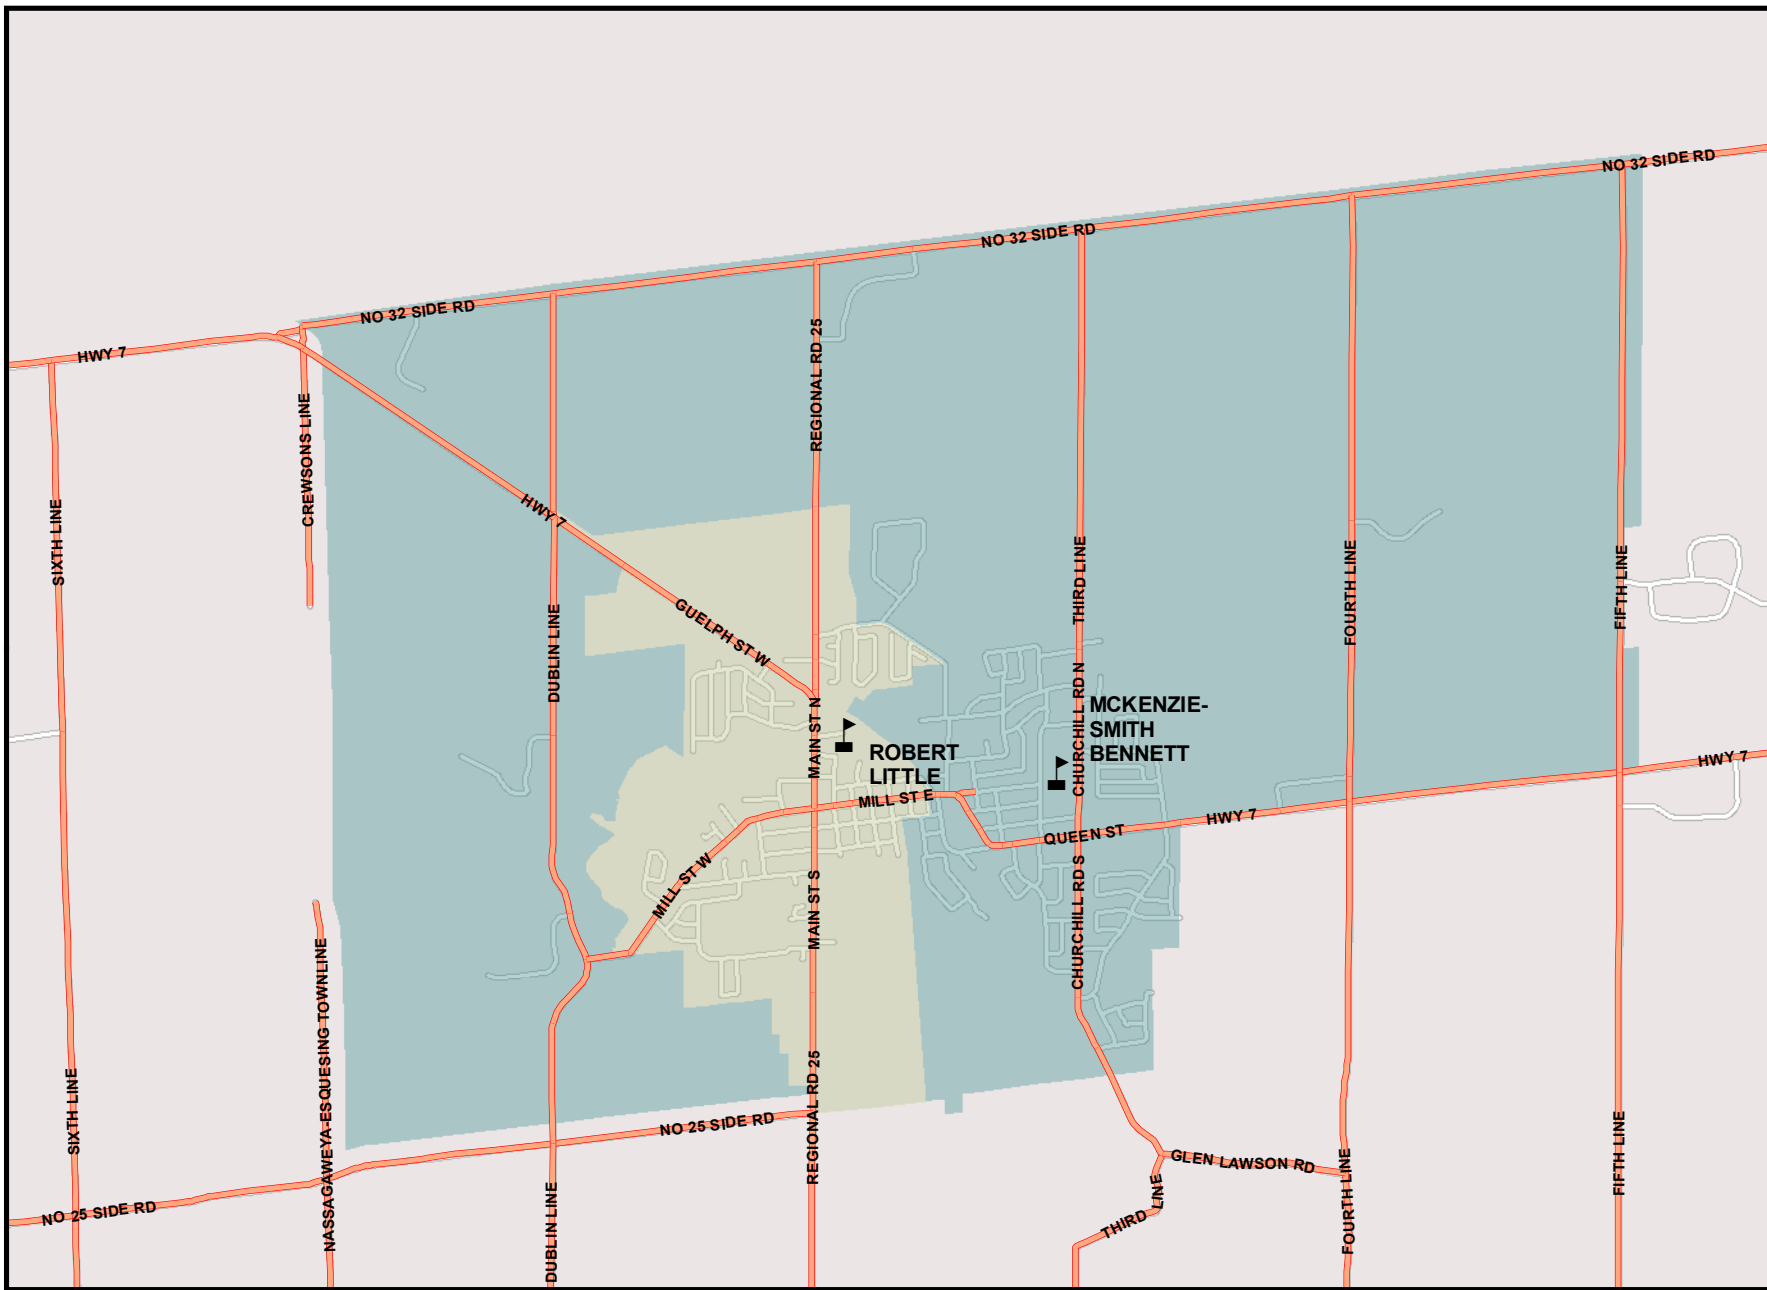 NO 32 SIDE RD
NO 32 SIDE RD
NO 32 SIDE RD
HWY 7
REGIONAL RD 25
CREWSONS LINE
HWY 7
SIXTH LINE
THIRD LINE
FOURTH LINE
FIFTH LINE
DUBLIN LINE
GUELPH ST W
CHURCHILL RD N
MAIN ST N
MCKENZIE-
SMITH
BENNETT
ROBERT
LITTLE
HWY 7
MILL ST E
HWY 7
QUEEN ST
MILL ST W
MAIN ST S
CHURCHILL RD S
NASSAGAWEYA-ESQUESING TOWNLINE
SIXTH LINE
REGIONAL RD 25
NO 25 SIDE RD
FIFTH LINE
GLEN LAWSON RD
FOURTH LINE
THIRD LINE
NO 25 SIDE RD
DUBLIN LINE